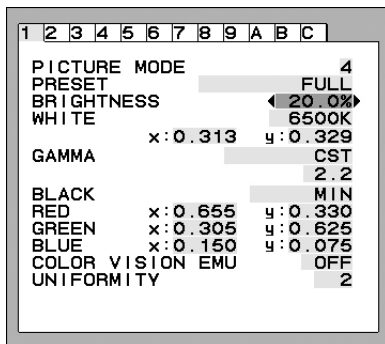 1 2 3 4 5 6 7 8 9 A B C
PICTURE MODE 4
PRESET FULL
BRIGHTNESS 20.0%
WHITE 6500K
x:0.313 y:0.329
GAMMA CST
2.2
BLACK MIN
RED x:0.655 y:0.330
GREEN x:0.305 y:0.625
BLUE x:0.150 y:0.075
COLOR VISION EMU OFF
UNIFORMITY 2